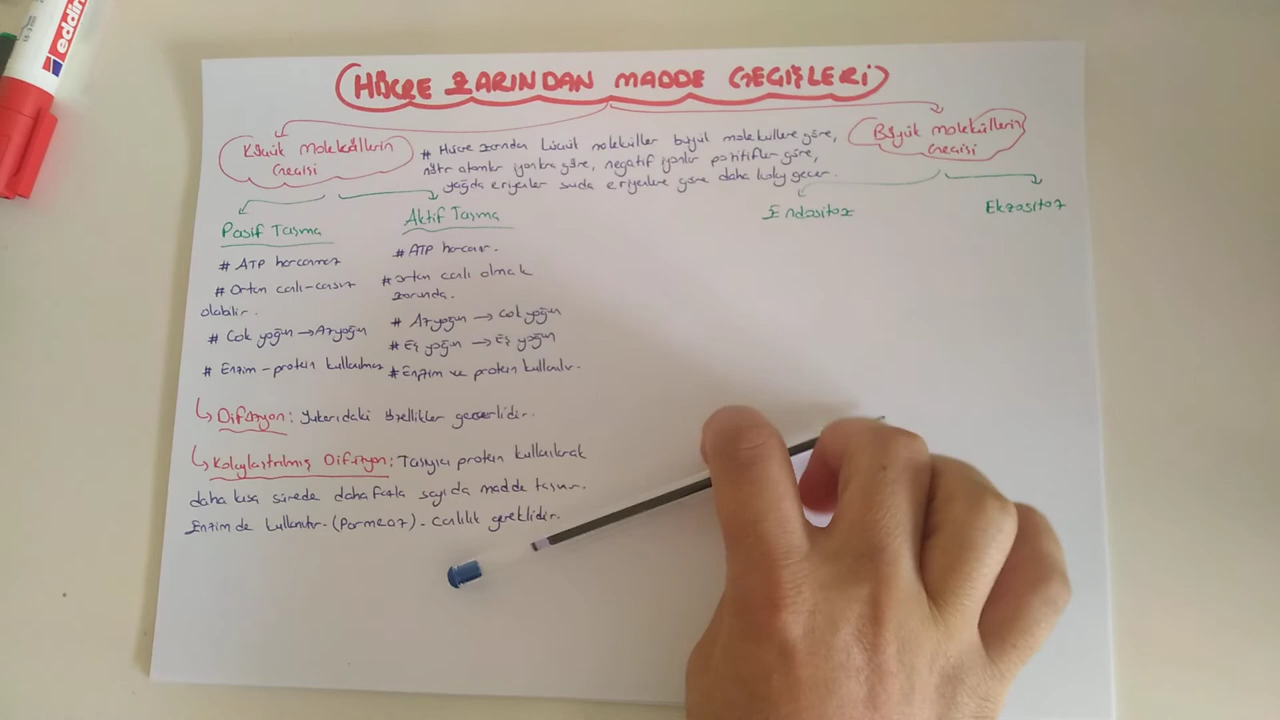 edding
HÜCRE ZARINDAN MADDE GEÇİŞLERİ
Küçük Moleküllerin
Geçişi
# Hücre zarından küçük moleküller büyük moleküllere göre,
nötr atomlar iyonlara göre, negatif iyonlar pozitiflere göre,
yağda eriyenler suda eriyenlere göre daha kolay geçer.
Büyük moleküllerin
Geçişi
Pasif Taşıma
# ATP harcanmaz
# Ortam canlı-cansız
olabilir.
# Çok yoğun → Az yoğun
# Enzim - protein kullanılmaz
Aktif Taşıma
# ATP harcanır.
# ortam canlı olmak
zorunda.
# Az yoğun → Çok yoğun
# Eş yoğun → Eş yoğun
# Enzim ve protein kullanılır.
Endositoz
Ekzositoz
↳ Difüzyon: Yukarıdaki özellikler geçerlidir.
↳ Kolaylaştırılmış Difüzyon: Taşıyıcı protein kullanılarak
daha kısa sürede daha fazla sayıda madde taşınır.
Enzim de kullanılır. (Permeaz). Canlılık gereklidir.